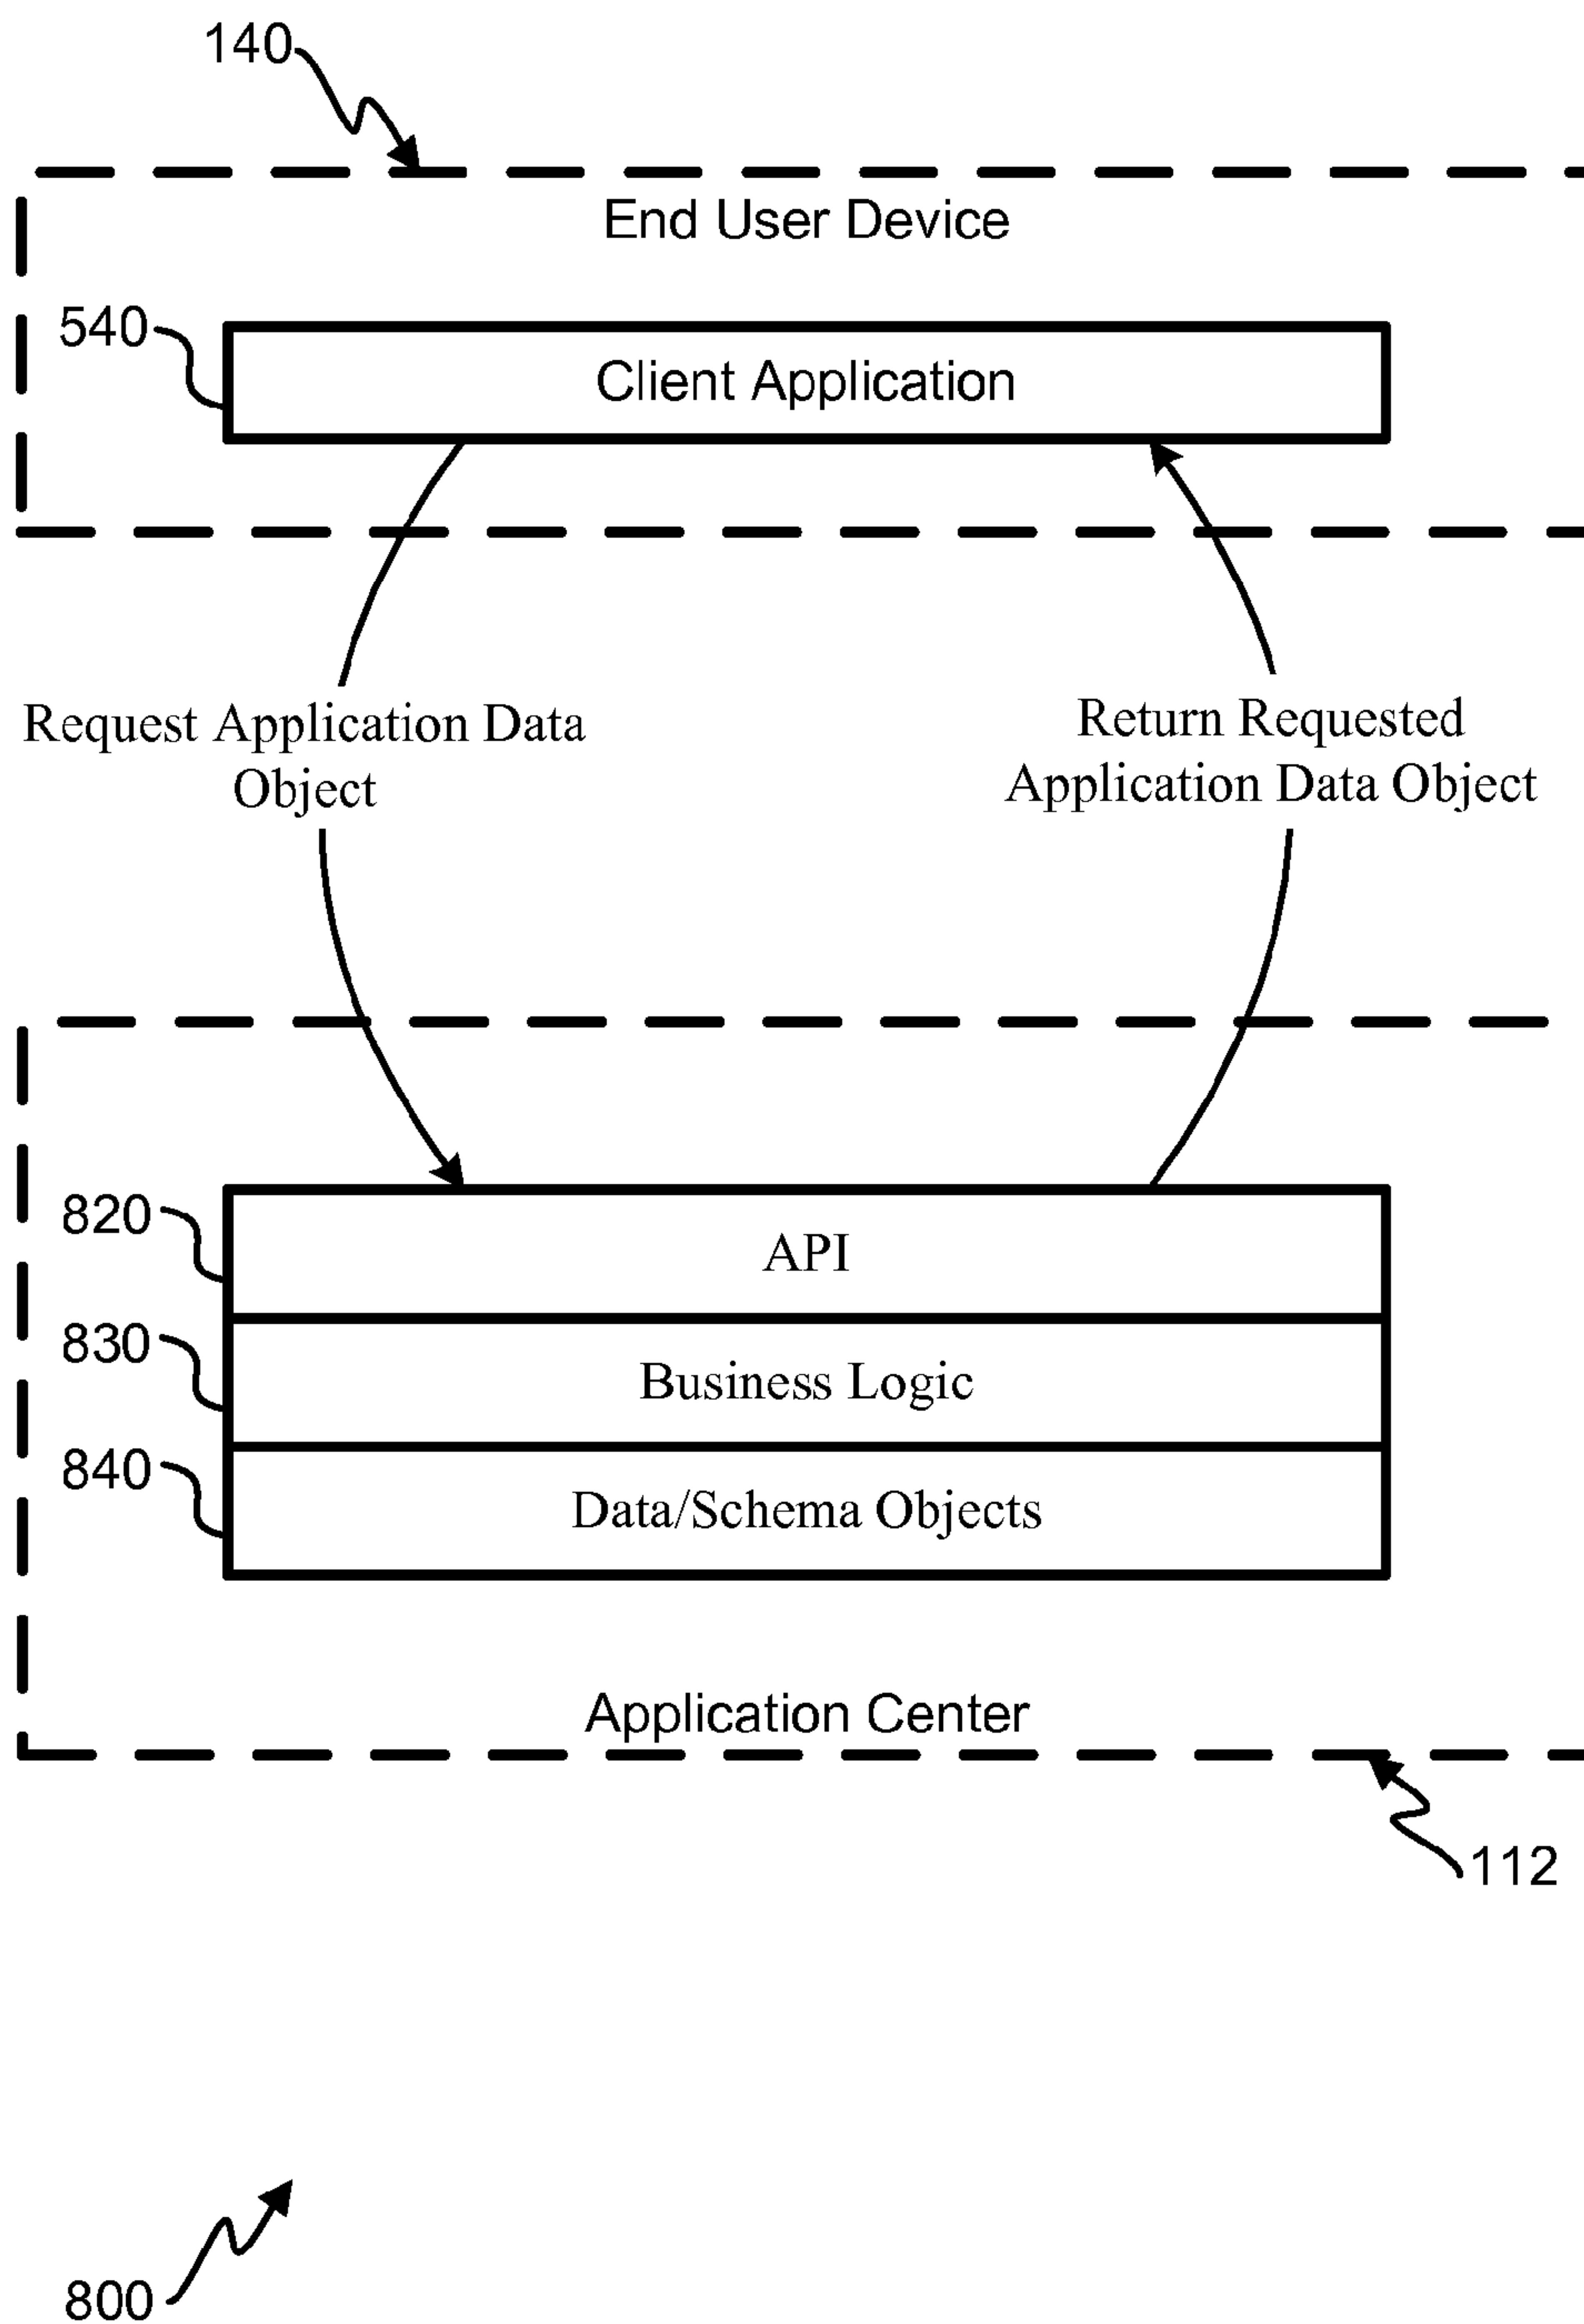 140
End User Device
540
Client Application
Request Application Data
Object
Return Requested
Application Data Object
820
API
830
Business Logic
840
Data/Schema Objects
Application Center
112
800